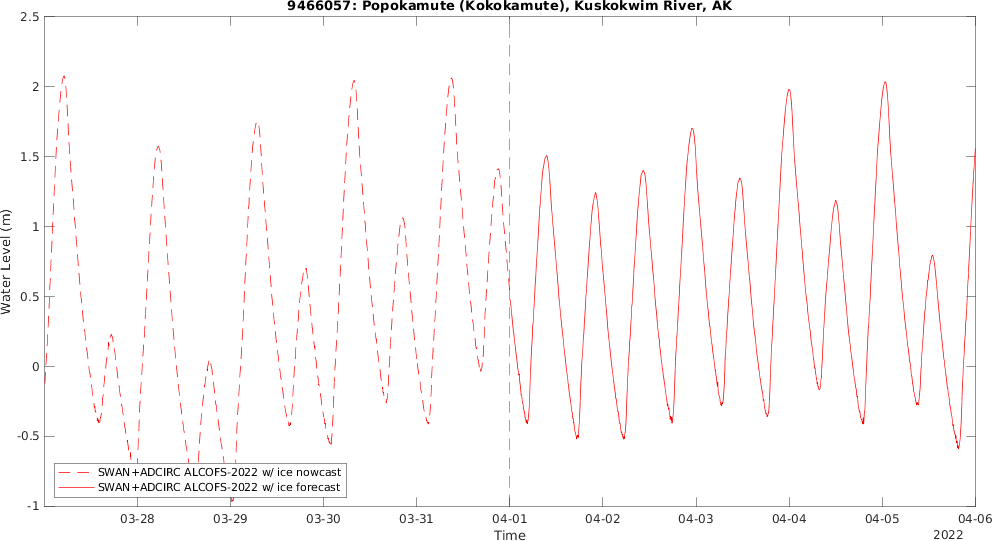 9466057: Popokamute (Kokokamute), Kuskokwim River, AK
2.5
2
1.5
1
0.5
0
-0.5
-1
Water Level (m)
SWAN+ADCIRC ALCOFS-2022 w/ ice nowcast
SWAN+ADCIRC ALCOFS-2022 w/ ice forecast
03-28 03-29 03-30 03-31 04-01 04-02 04-03 04-04 04-05 04-06
Time
2022